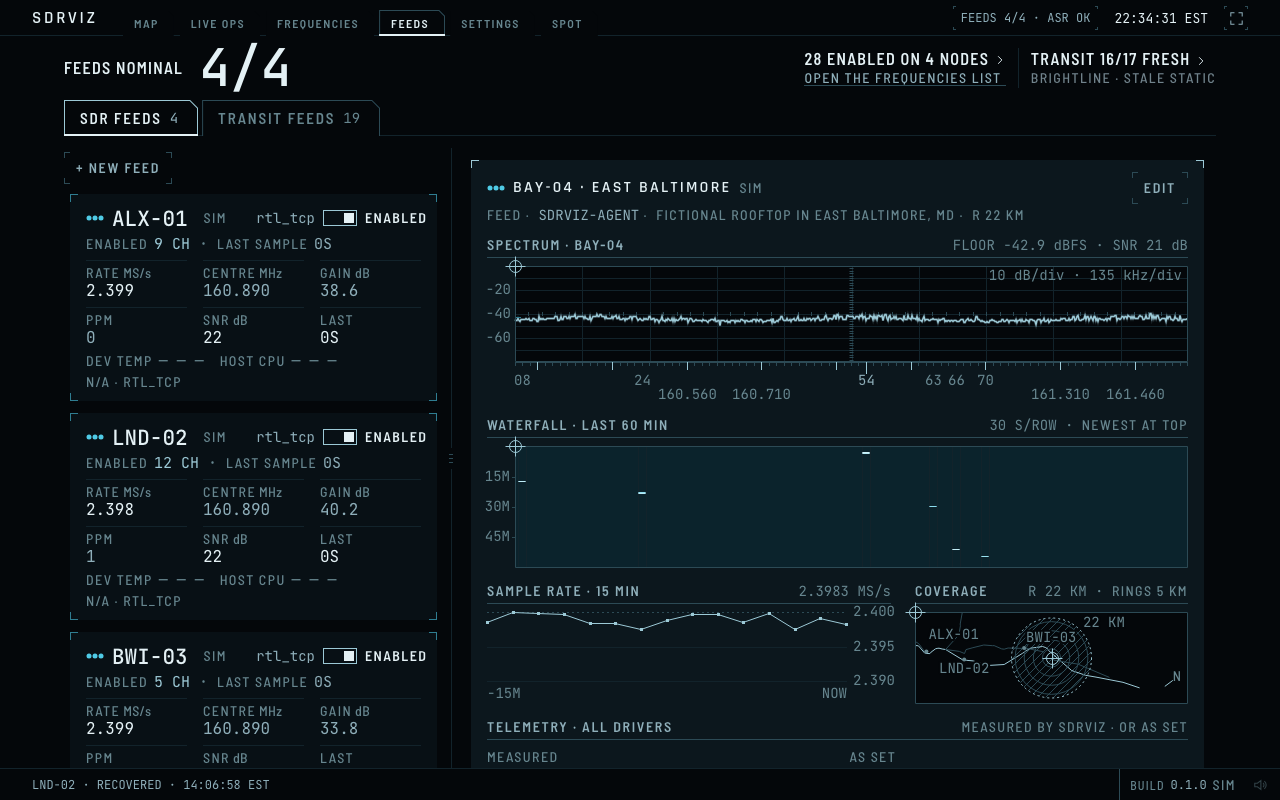 SDRVIZ MAP LIVE OPS FREQUENCIES FEEDS SETTINGS SPOT FEEDS 4/4 · ASR OK 22:34:31 EST
FEEDS NOMINAL 4/4
28 ENABLED ON 4 NODES
OPEN THE FREQUENCIES LIST
TRANSIT 16/17 FRESH
BRIGHTLINE · STALE STATIC
SDR FEEDS 4 TRANSIT FEEDS 19
+ NEW FEED
ALX-01 SIM rtl_tcp ENABLED
ENABLED 9 CH · LAST SAMPLE 0S
RATE MS/s CENTRE MHz GAIN dB
2.399 160.890 38.6
PPM SNR dB LAST
0 22 0S
DEV TEMP — — — HOST CPU — — —
N/A · RTL_TCP
LND-02 SIM rtl_tcp ENABLED
ENABLED 12 CH · LAST SAMPLE 0S
RATE MS/s CENTRE MHz GAIN dB
2.398 160.890 40.2
PPM SNR dB LAST
1 22 0S
DEV TEMP — — — HOST CPU — — —
N/A · RTL_TCP
BWI-03 SIM rtl_tcp ENABLED
ENABLED 5 CH · LAST SAMPLE 0S
RATE MS/s CENTRE MHz GAIN dB
2.399 160.890 33.8
PPM SNR dB LAST
BAY-04 · EAST BALTIMORE SIM EDIT
FEED · SDRVIZ-AGENT · FICTIONAL ROOFTOP IN EAST BALTIMORE, MD · R 22 KM
SPECTRUM · BAY-04 FLOOR -42.9 dBFS · SNR 21 dB
10 dB/div · 135 kHz/div
-20
-40
-60
08 24 54 63 66 70
160.560 160.710 161.310 161.460
WATERFALL · LAST 60 MIN 30 S/ROW · NEWEST AT TOP
15M
30M
45M
SAMPLE RATE · 15 MIN 2.3983 MS/s
2.400
2.395
2.390
-15M NOW
COVERAGE R 22 KM · RINGS 5 KM
22 KM
ALX-01 BWI-03
LND-02
N
TELEMETRY · ALL DRIVERS MEASURED BY SDRVIZ · OR AS SET
MEASURED AS SET
LND-02 · RECOVERED · 14:06:58 EST BUILD 0.1.0 SIM